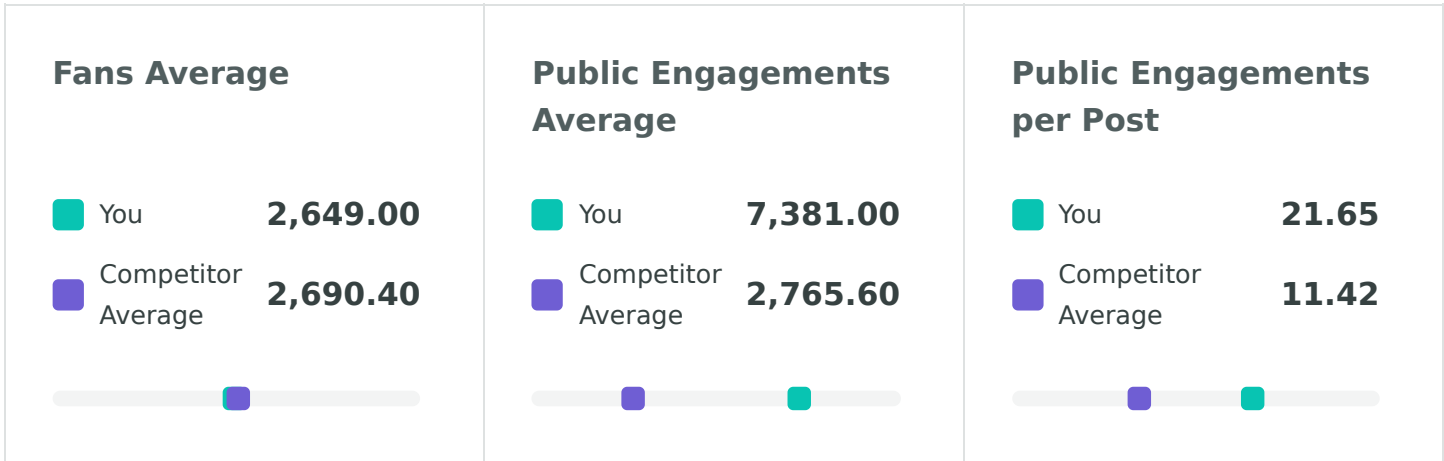 Fans Average
You 2,649.00
Competitor
Average 2,690.40
Public Engagements
Average
You 7,381.00
Competitor
Average 2,765.60
Public Engagements
per Post
You 21.65
Competitor
Average 11.42